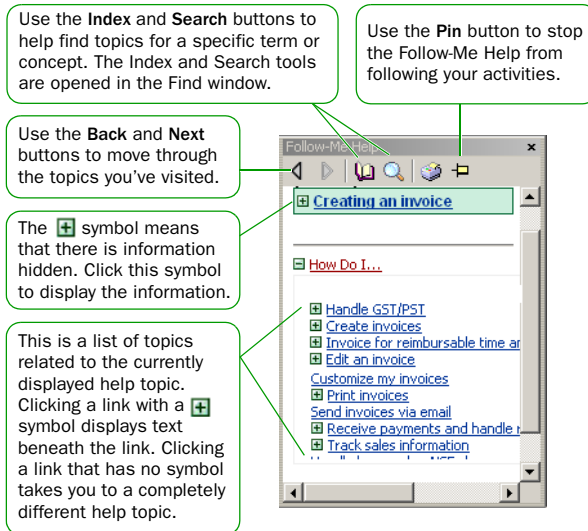 Use the Index and Search buttons to
help find topics for a specific term or
concept. The Index and Search tools
are opened in the Find window.
Use the Pin button to stop
the Follow-Me Help from
following your activities.
Use the Back and Next
buttons to move through
the topics you've visited.
The + symbol means
that there is information
hidden. Click this symbol
to display the information.
This is a list of topics
related to the currently
displayed help topic.
Clicking a link with a +
symbol displays text
beneath the link. Clicking
a link that has no symbol
takes you to a completely
different help topic.
Follow-Me Help
Creating an invoice
How Do I...
Handle GST/PST
Create invoices
Invoice for reimbursable time ar
Edit an invoice
Customize my invoices
Print invoices
Send invoices via email
Receive payments and handle r
Track sales information